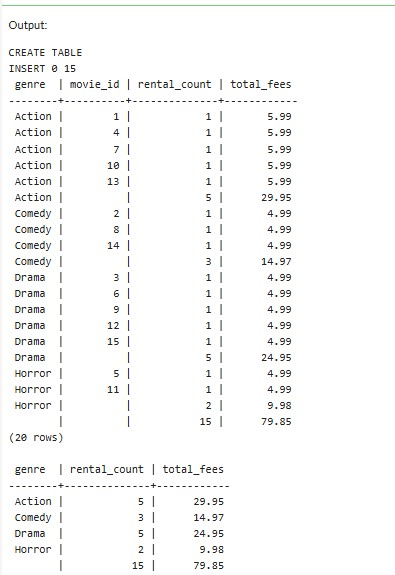 Output:
CREATE TABLE
INSERT 0 15
genre | movie_id | rental_count | total_fees
--------+----------+--------------+------------
Action | 1 | 1 | 5.99
Action | 4 | 1 | 5.99
Action | 7 | 1 | 5.99
Action | 10 | 1 | 5.99
Action | 13 | 1 | 5.99
Action | | 5 | 29.95
Comedy | 2 | 1 | 4.99
Comedy | 8 | 1 | 4.99
Comedy | 14 | 1 | 4.99
Comedy | | 3 | 14.97
Drama | 3 | 1 | 4.99
Drama | 6 | 1 | 4.99
Drama | 9 | 1 | 4.99
Drama | 12 | 1 | 4.99
Drama | 15 | 1 | 4.99
Drama | | 5 | 24.95
Horror | 5 | 1 | 4.99
Horror | 11 | 1 | 4.99
Horror | | 2 | 9.98
| | 15 | 79.85
(20 rows)
genre | rental_count | total_fees
--------+--------------+------------
Action | 5 | 29.95
Comedy | 3 | 14.97
Drama | 5 | 24.95
Horror | 2 | 9.98
| 15 | 79.85